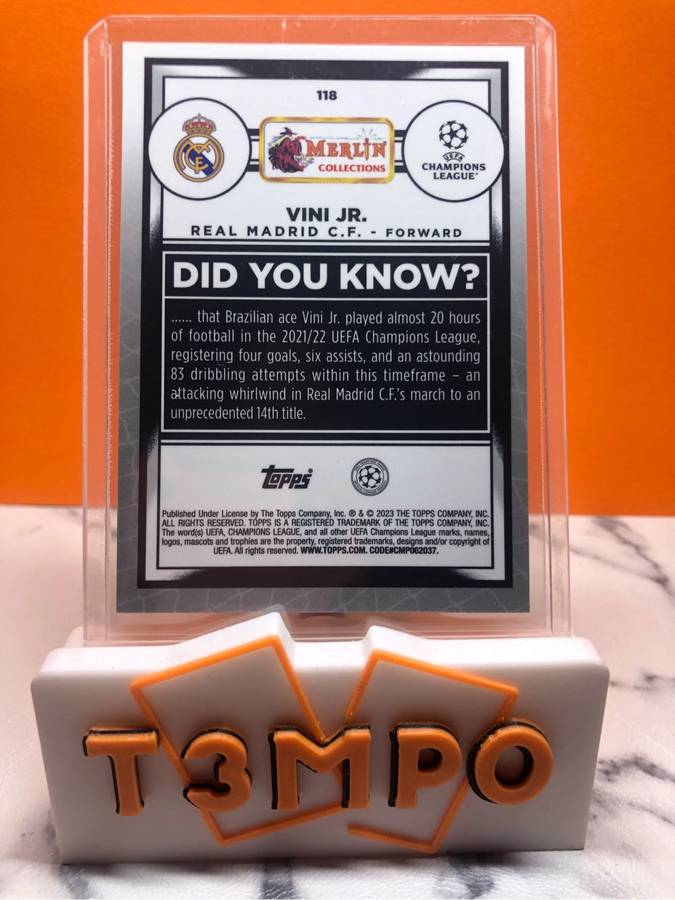 118
MERLIN
COLLECTIONS
UEFA
CHAMPIONS
LEAGUE®
VINI JR.
REAL MADRID C.F. - FORWARD
DID YOU KNOW?
...... that Brazilian ace Vini Jr. played almost 20 hours
of football in the 2021/22 UEFA Champions League,
registering four goals, six assists, and an astounding
83 dribbling attempts within this timeframe – an
attacking whirlwind in Real Madrid C.F.'s march to an
unprecedented 14th title.
topps®
Published Under License by The Topps Company, Inc. ® & © 2023 THE TOPPS COMPANY, INC.
ALL RIGHTS RESERVED. TOPPS IS A REGISTERED TRADEMARK OF THE TOPPS COMPANY, INC.
The word(s) UEFA, CHAMPIONS LEAGUE, and all other UEFA Champions League marks, names,
logos, mascots and trophies are the property, registered trademarks, designs and/or copyright of
UEFA. All rights reserved. WWW.TOPPS.COM. CODE#CMP062037.
T3MPO